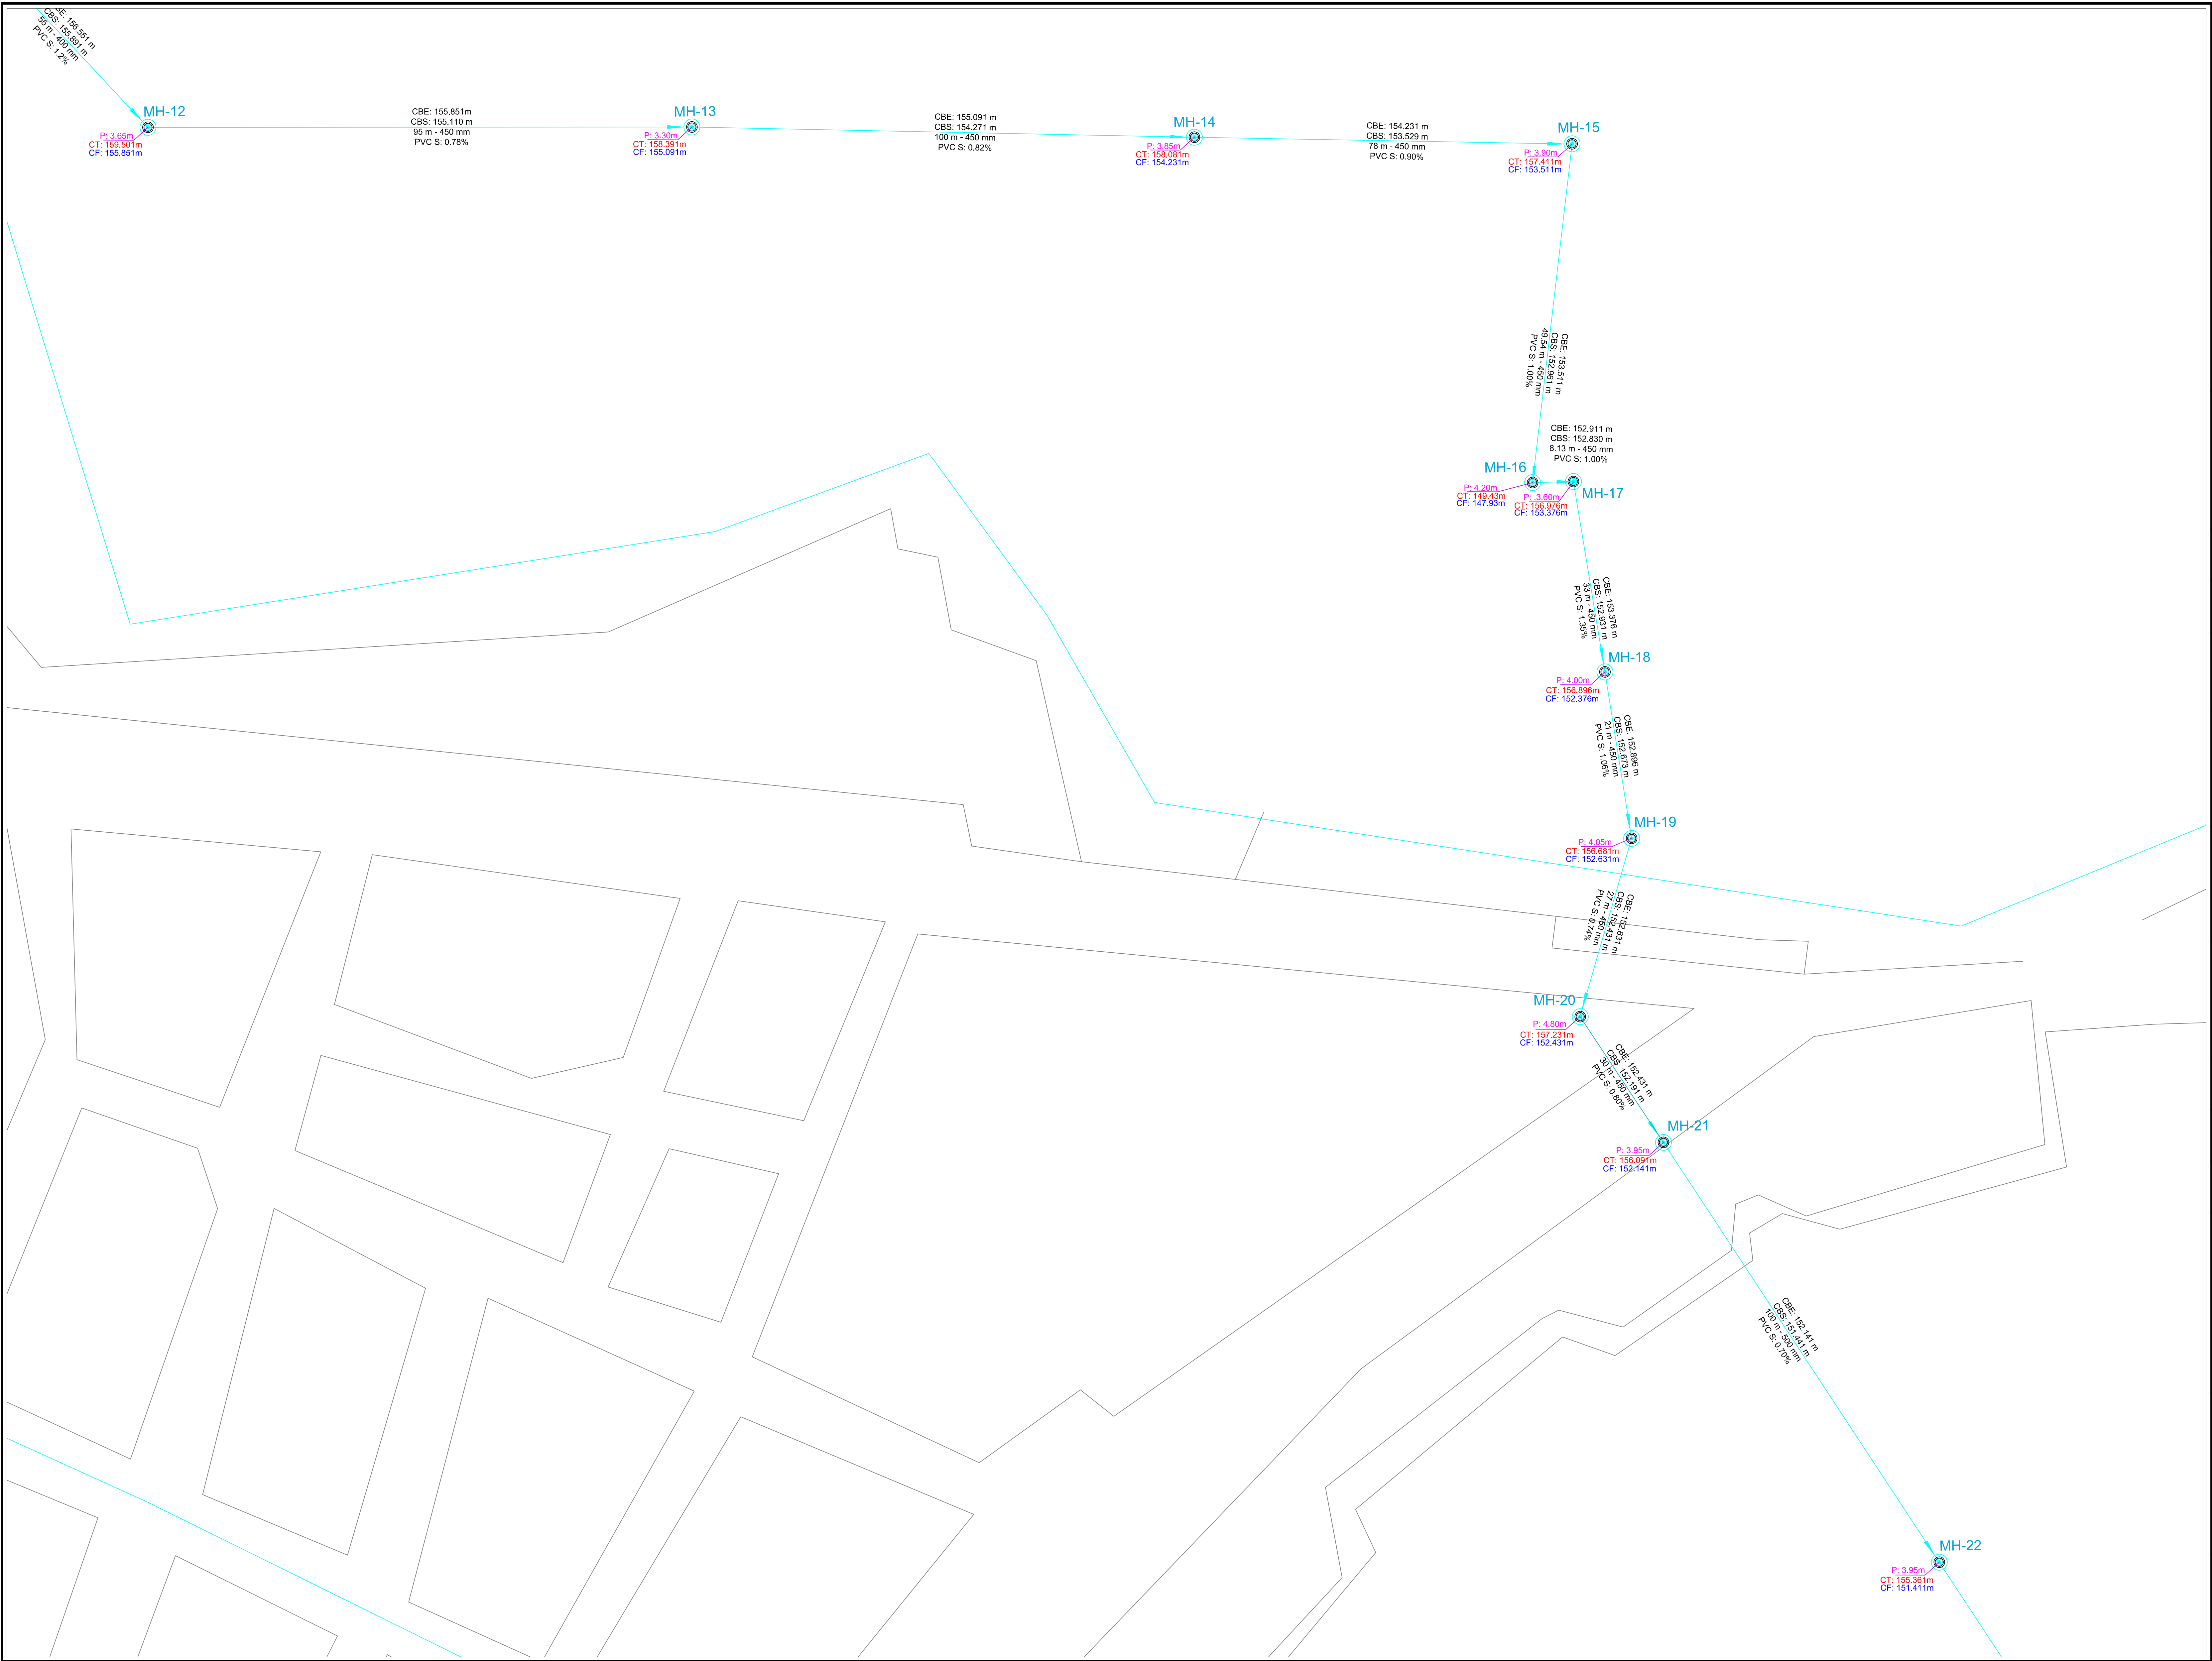 CBE: 156.551 m
CBS: 155.891 m
55 m - 400 mm
PVC S: 1.2%
MH-12
P: 3.65m
CT: 159.501m
CF: 155.851m
CBE: 155.851m
CBS: 155.110 m
95 m - 450 mm
PVC S: 0.78%
MH-13
P: 3.30m
CT: 158.391m
CF: 155.091m
CBE: 155.091 m
CBS: 154.271 m
100 m - 450 mm
PVC S: 0.82%
MH-14
P: 3.85m
CT: 158.081m
CF: 154.231m
CBE: 154.231 m
CBS: 153.529 m
78 m - 450 mm
PVC S: 0.90%
MH-15
P: 3.90m
CT: 157.411m
CF: 153.511m
CBE: 153.511 m
CBS: 152.961 m
49.54 m - 450 mm
PVC S: 1.00%
CBE: 152.911 m
CBS: 152.830 m
8.13 m - 450 mm
PVC S: 1.00%
MH-16
P: 4.20m
CT: 149.43m
CF: 147.93m
MH-17
P: .3.60m
CT: 156.976m
CF: 153.376m
CBE: 153.376 m
CBS: 152.931 m
33 m - 450 mm
PVC S: 1.35%
MH-18
P: 4.00m
CT: 156.896m
CF: 152.376m
CBE: 152.896 m
CBS: 152.673 m
21 m - 450 mm
PVC S: 1.06%
MH-19
P: 4.05m
CT: 156.681m
CF: 152.631m
CBE: 152.631 m
CBS: 152.431 m
27 m - 450 mm
PVC S: 0.74%
MH-20
P: 4.80m
CT: 157.231m
CF: 152.431m
CBE: 152.431 m
CBS: 152.191 m
30 m - 450 mm
PVC S: 0.80%
MH-21
P: 3.95m
CT: 156.091m
CF: 152.141m
CBE: 152.141 m
CBS: 151.441 m
100 m - 500 mm
PVC S: 0.70%
MH-22
P: 3.95m
CT: 155.361m
CF: 151.411m